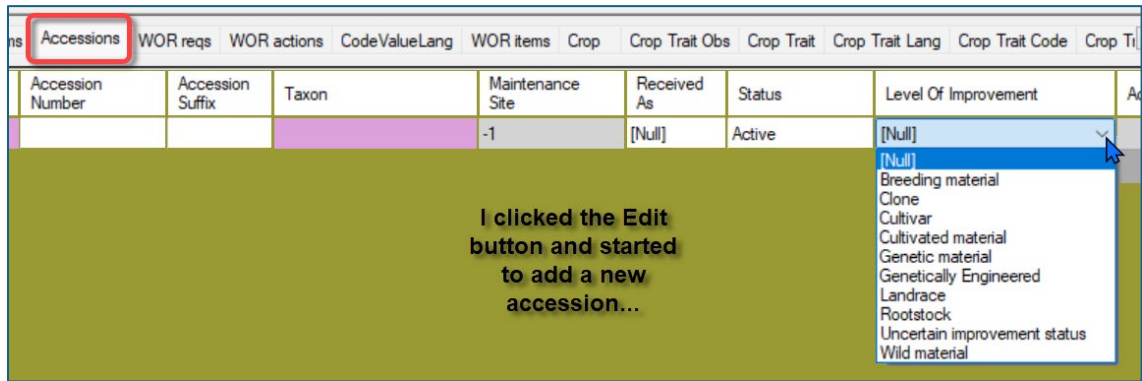 ns Accessions WOR reqs WOR actions CodeValueLang WOR items Crop Crop Trait Obs Crop Trait Crop Trait Lang Crop Trait Code Crop
Accession Number Accession Suffix Taxon Maintenance Site Received As Status Level Of Improvement
-1 [Null] Active [Null]
[Null]
Breeding material
Clone
Cultivar
Cultivated material
Genetic material
Genetically Engineered
Landrace
Rootstock
Uncertain improvement status
Wild material
I clicked the Edit
button and started
to add a new
accession...